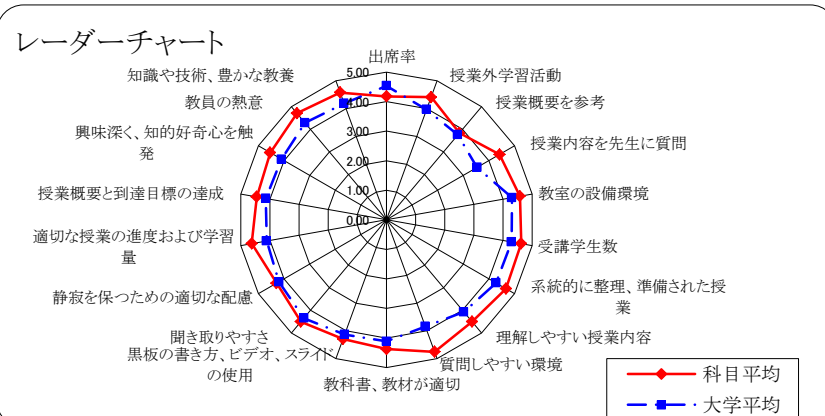 レーダーチャート
出席率
授業外学習活動
授業概要を参考
授業内容を先生に質問
教室の設備環境
受講学生数
系統的に整理、準備された授
業
理解しやすい授業内容
質問しやすい環境
教科書、教材が適切
黒板の書き方、ビデオ、スライド
の使用
聞き取りやすさ
静寂を保つための適切な配慮
適切な授業の進度および学習
量
授業概要と到達目標の達成
興味深く、知的好奇心を触
発
教員の熱意
知識や技術、豊かな教養
5.00
4.00
3.00
2.00
1.00
0.00
科目平均
大学平均